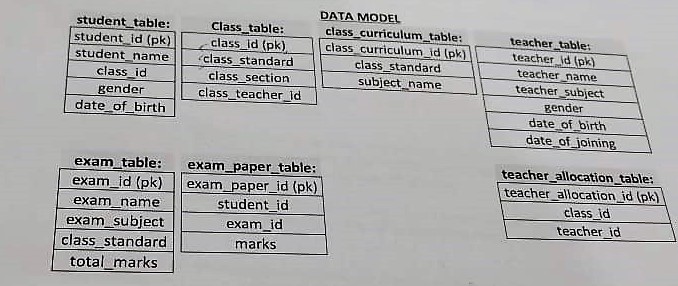 DATA MODEL
student_table:
student_id (pk)
student_name
class_id
gender
date_of_birth
Class_table:
class_id (pk)
class_standard
class_section
class_teacher_id
class_curriculum_table:
class_curriculum_id (pk)
class_standard
subject_name
teacher_table:
teacher_id (pk)
teacher_name
teacher_subject
gender
date_of_birth
date_of_joining
exam_table:
exam_id (pk)
exam_name
exam_subject
class_standard
total_marks
exam_paper_table:
exam_paper_id (pk)
student_id
exam_id
marks
teacher_allocation_table:
teacher_allocation_id (pk)
class_id
teacher_id